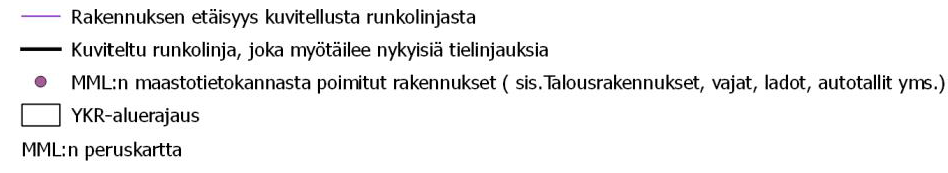 Rakennuksen etäisyys kuvitellusta runkolinjasta
Kuviteltu runkolinja, joka myötäilee nykyisiä tielinjauksia
MML:n maastotietokannasta poimitut rakennukset ( sis.Talousrakennukset, vajat, ladot, autotallit yms.)
YKR-aluerajaus
MML:n peruskartta